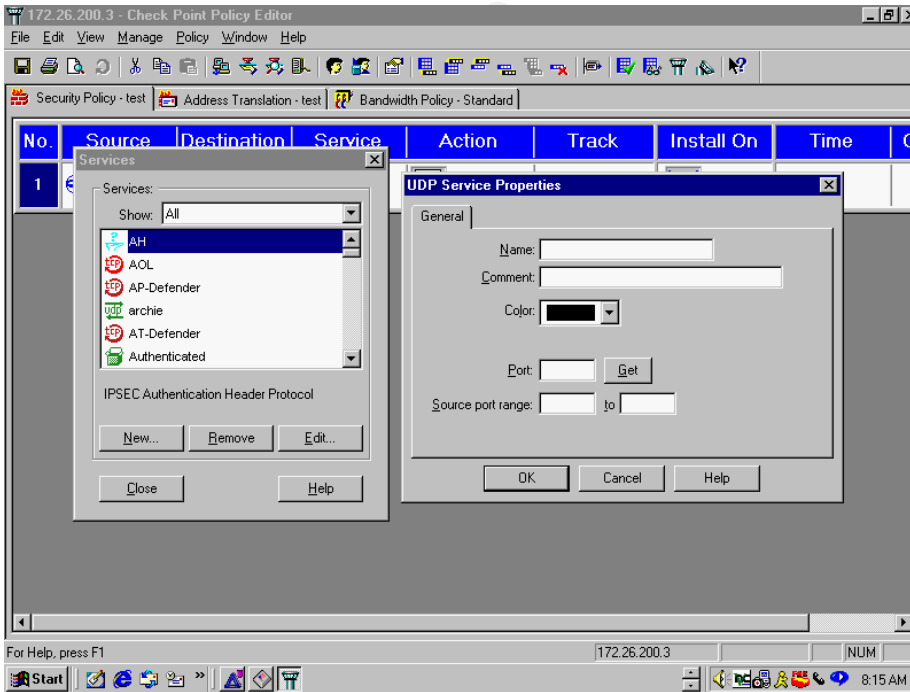 172.26.200.3 - Check Point Policy Editor
File Edit View Manage Policy Window Help
Security Policy - test Address Translation - test Bandwidth Policy - Standard
No. Source Destination Service Action Track Install On Time
1
Services
Services:
Show: All
AH
AOL
AP-Defender
archie
AT-Defender
Authenticated
IPSEC Authentication Header Protocol
New... Remove Edit...
Close Help
UDP Service Properties
General
Name:
Comment:
Color:
Port: Get
Source port range: to
OK Cancel Help
For Help, press F1 172.26.200.3 NUM
Start » 8:15 AM